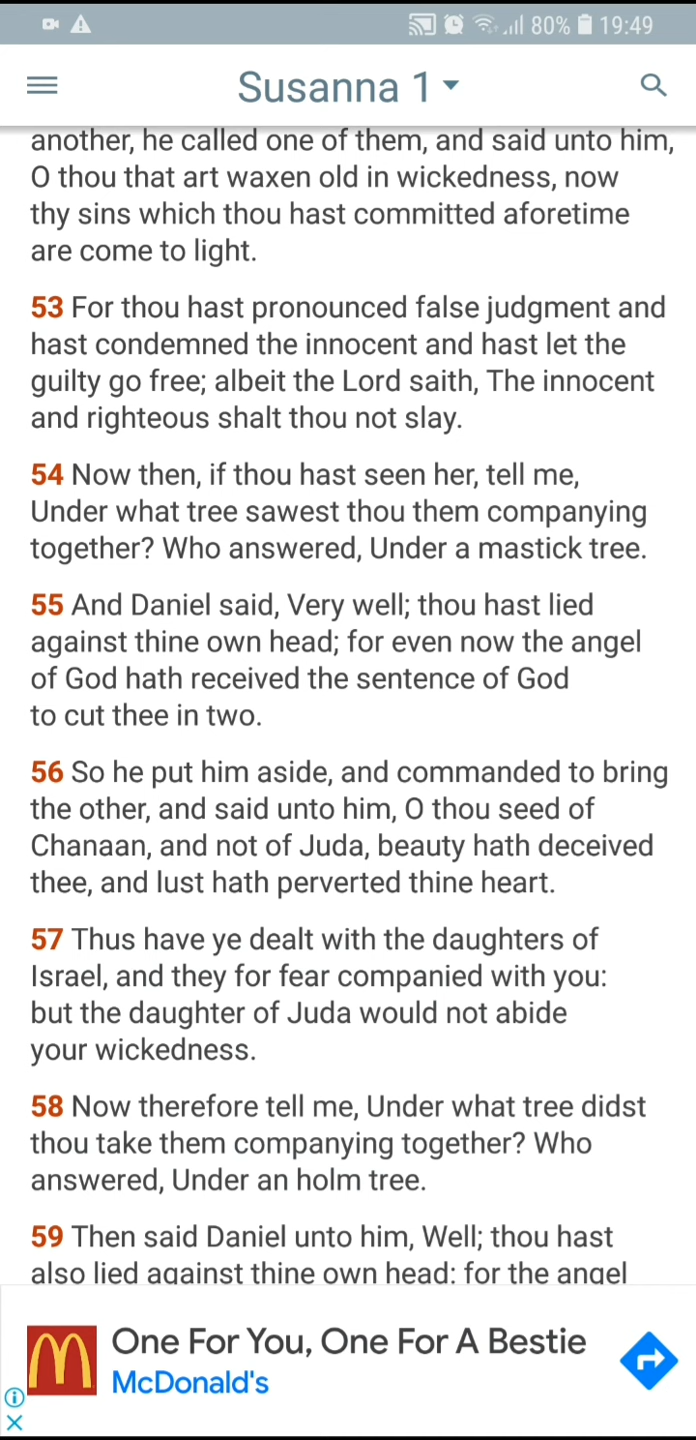 80% 19:49
Susanna 1
another, he called one of them, and said unto him,
O thou that art waxen old in wickedness, now
thy sins which thou hast committed aforetime
are come to light.
53 For thou hast pronounced false judgment and
hast condemned the innocent and hast let the
guilty go free; albeit the Lord saith, The innocent
and righteous shalt thou not slay.
54 Now then, if thou hast seen her, tell me,
Under what tree sawest thou them companying
together? Who answered, Under a mastick tree.
55 And Daniel said, Very well; thou hast lied
against thine own head; for even now the angel
of God hath received the sentence of God
to cut thee in two.
56 So he put him aside, and commanded to bring
the other, and said unto him, O thou seed of
Chanaan, and not of Juda, beauty hath deceived
thee, and lust hath perverted thine heart.
57 Thus have ye dealt with the daughters of
Israel, and they for fear companied with you:
but the daughter of Juda would not abide
your wickedness.
58 Now therefore tell me, Under what tree didst
thou take them companying together? Who
answered, Under an holm tree.
59 Then said Daniel unto him, Well; thou hast
also lied against thine own head: for the angel
One For You, One For A Bestie
McDonald's